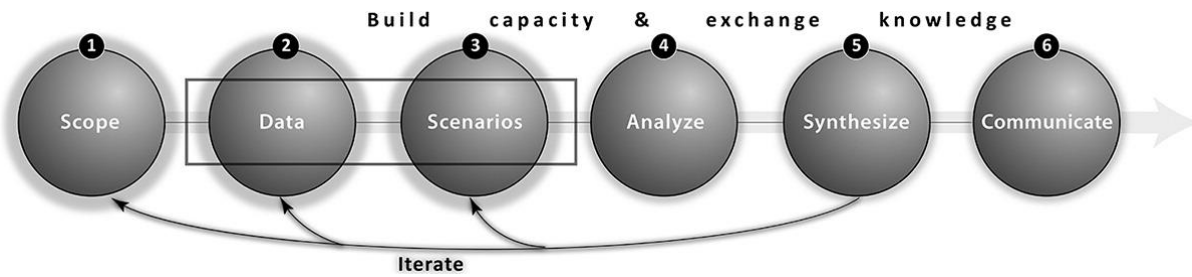 Build capacity & exchange knowledge
1 2 3 4 5 6
Scope Data Scenarios Analyze Synthesize Communicate
Iterate